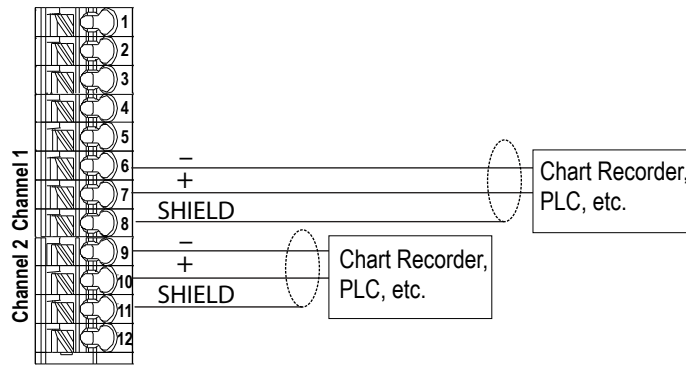 1
2
3
4
5
6
7
8
9
10
11
12
Channel 1
Channel 2
−
+
SHIELD
−
+
SHIELD
Chart Recorder,
PLC, etc.
Chart Recorder,
PLC, etc.